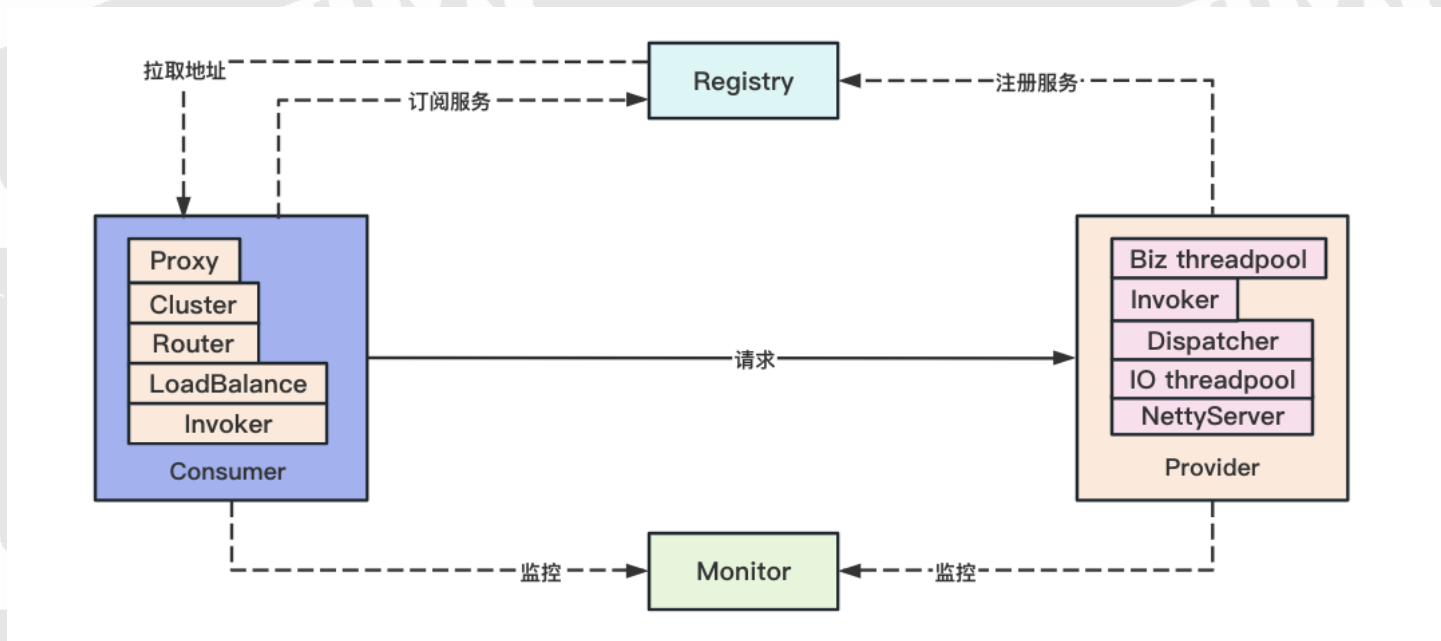 Registry
拉取地址
订阅服务
注册服务
Proxy
Cluster
Router
LoadBalance
Invoker
Consumer
请求
Biz threadpool
Invoker
Dispatcher
IO threadpool
NettyServer
Provider
监控
Monitor
监控